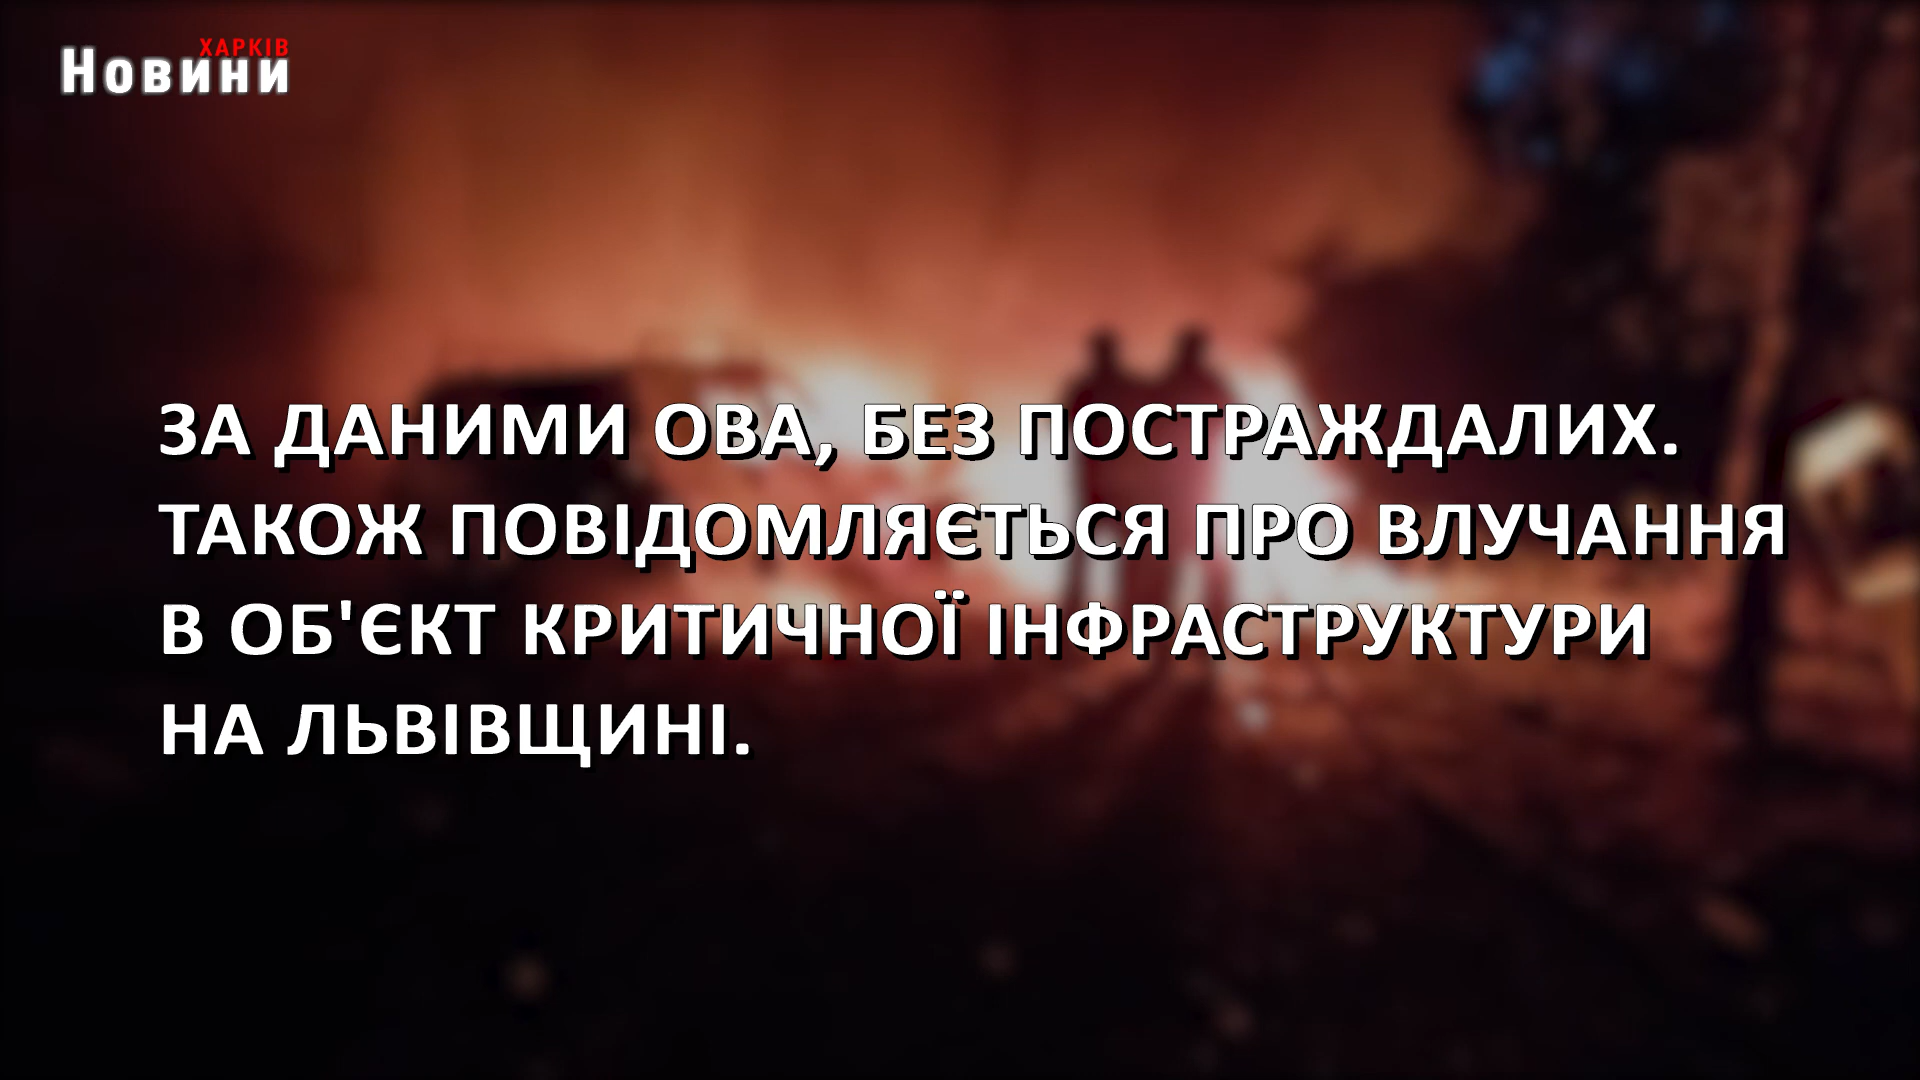 ХАРКІВ
Новини
ЗА ДАНИМИ ОВА, БЕЗ ПОСТРАЖДАЛИХ.
ТАКОЖ ПОВІДОМЛЯЄТЬСЯ ПРО ВЛУЧАННЯ
В ОБ'ЄКТ КРИТИЧНОЇ ІНФРАСТРУКТУРИ
НА ЛЬВІВЩИНІ.